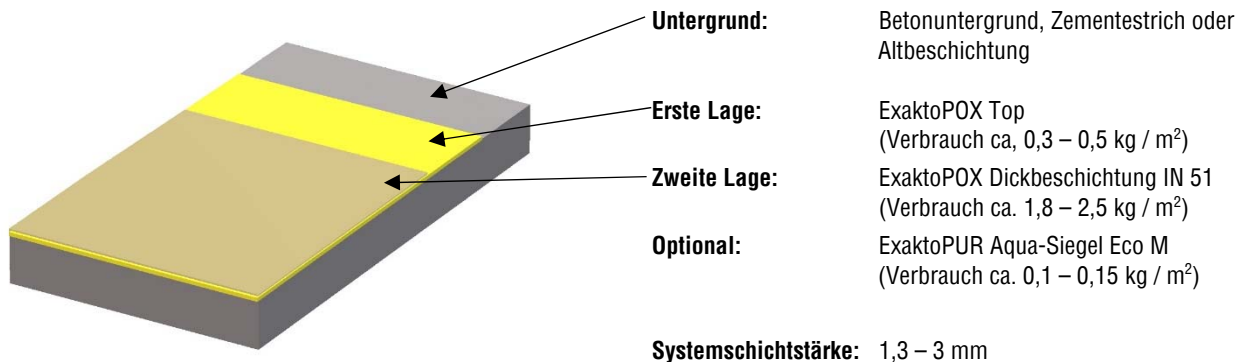 Untergrund: Betonuntergrund, Zementestrich oder
Altbeschichtung
Erste Lage: ExaktoPOX Top
(Verbrauch ca, 0,3 – 0,5 kg / m²)
Zweite Lage: ExaktoPOX Dickbeschichtung IN 51
(Verbrauch ca. 1,8 – 2,5 kg / m²)
Optional: ExaktoPUR Aqua-Siegel Eco M
(Verbrauch ca. 0,1 – 0,15 kg / m²)
Systemschichtstärke: 1,3 – 3 mm